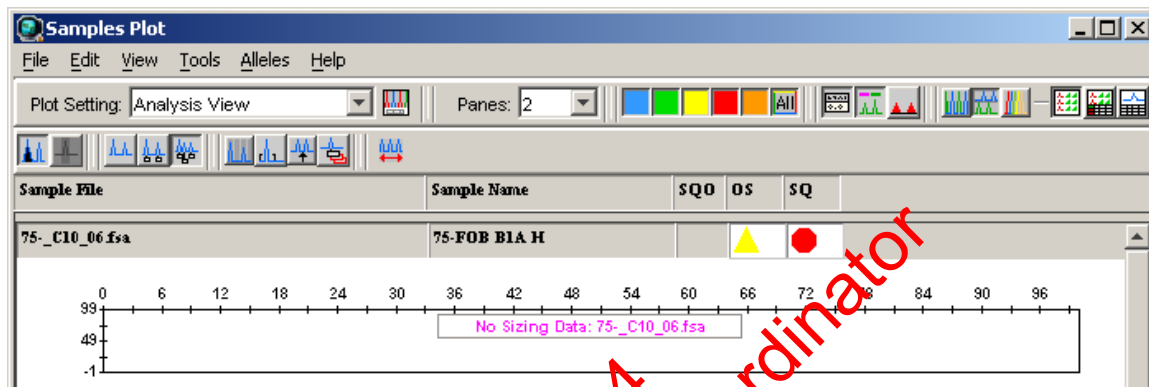 Samples Plot
File Edit View Tools Alleles Help
Plot Setting: Analysis View Panes: 2 All
Sample File Sample Name SQO OS SQ
75-_C10_06.fsa 75-FOB B1A H
0 6 12 18 24 30 36 42 48 54 60 66 72 78 84 90 96
99
No Sizing Data: 75-_C10_06.fsa
49
-1
4
rdinator